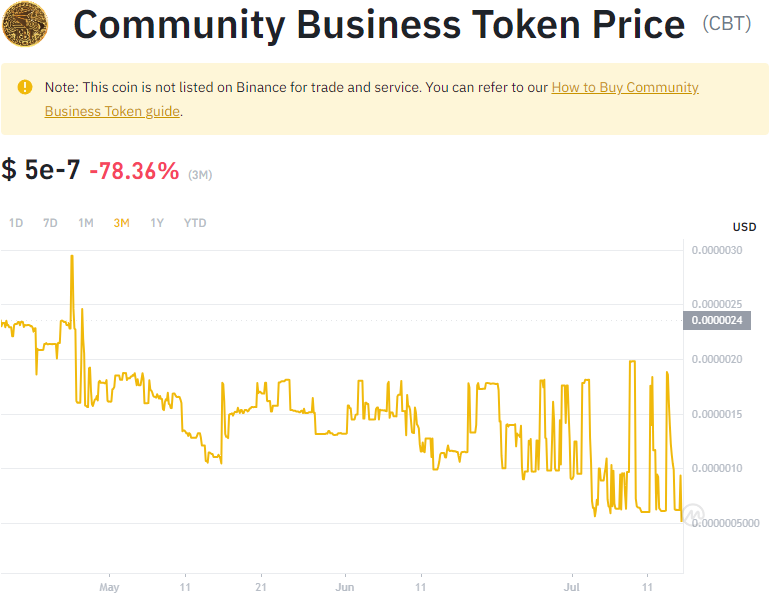 Community Business Token Price (CBT)
Note: This coin is not listed on Binance for trade and service. You can refer to our How to Buy Community
Business Token guide.
$ 5e-7 -78.36% (3M)
1D 7D 1M 3M 1Y YTD
USD
0.0000030
0.0000025
0.0000024
0.0000020
0.0000015
0.0000010
0.0000005000
May 11 21 Jun 11 Jul 11